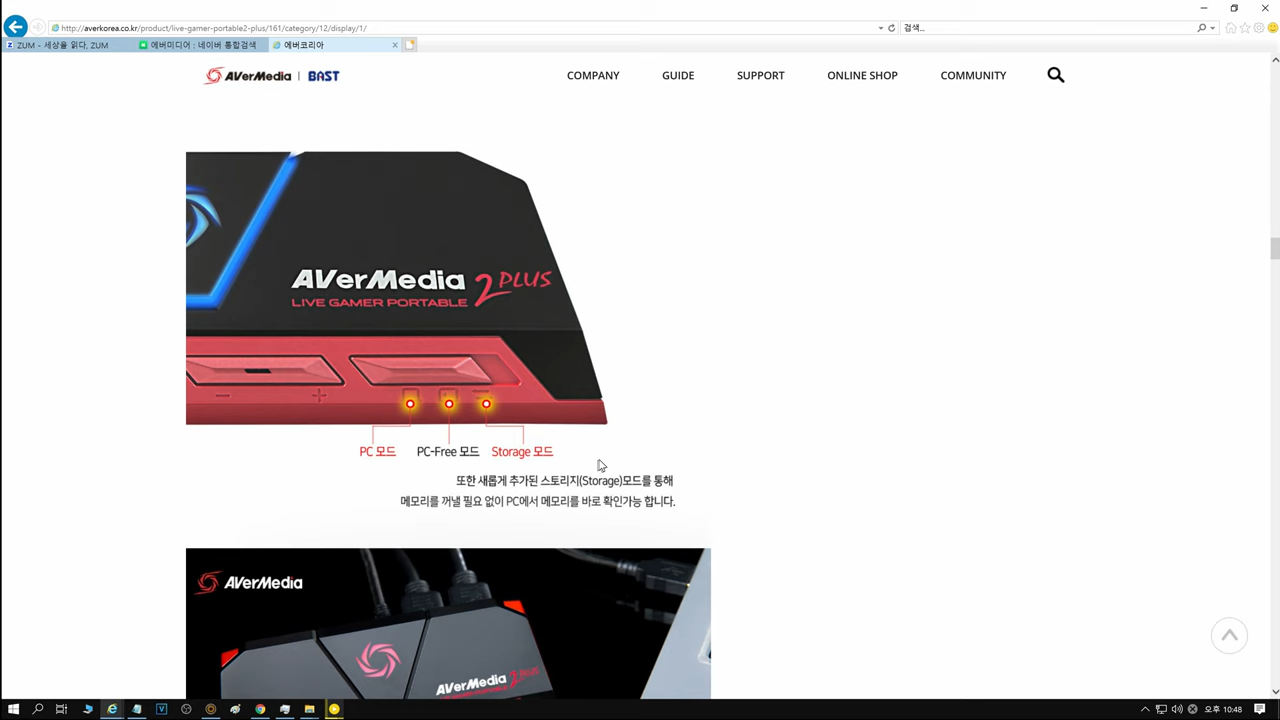 http://averkorea.co.kr/product/live-gamer-portable2-plus/161/category/12/display/1/
검색...
ZUM - 세상을 읽다, ZUM
에버미디어 : 네이버 통합검색
에버코리아
AVerMedia | BAST
COMPANY
GUIDE
SUPPORT
ONLINE SHOP
COMMUNITY
AVerMedia 2 PLUS
LIVE GAMER PORTABLE
PC 모드
PC-Free 모드
Storage 모드
또한 새롭게 추가된 스토리지(Storage)모드를 통해
메모리를 꺼낼 필요 없이 PC에서 메모리를 바로 확인가능 합니다.
AVerMedia
AVerMedia 2 PLUS
오후 10:48